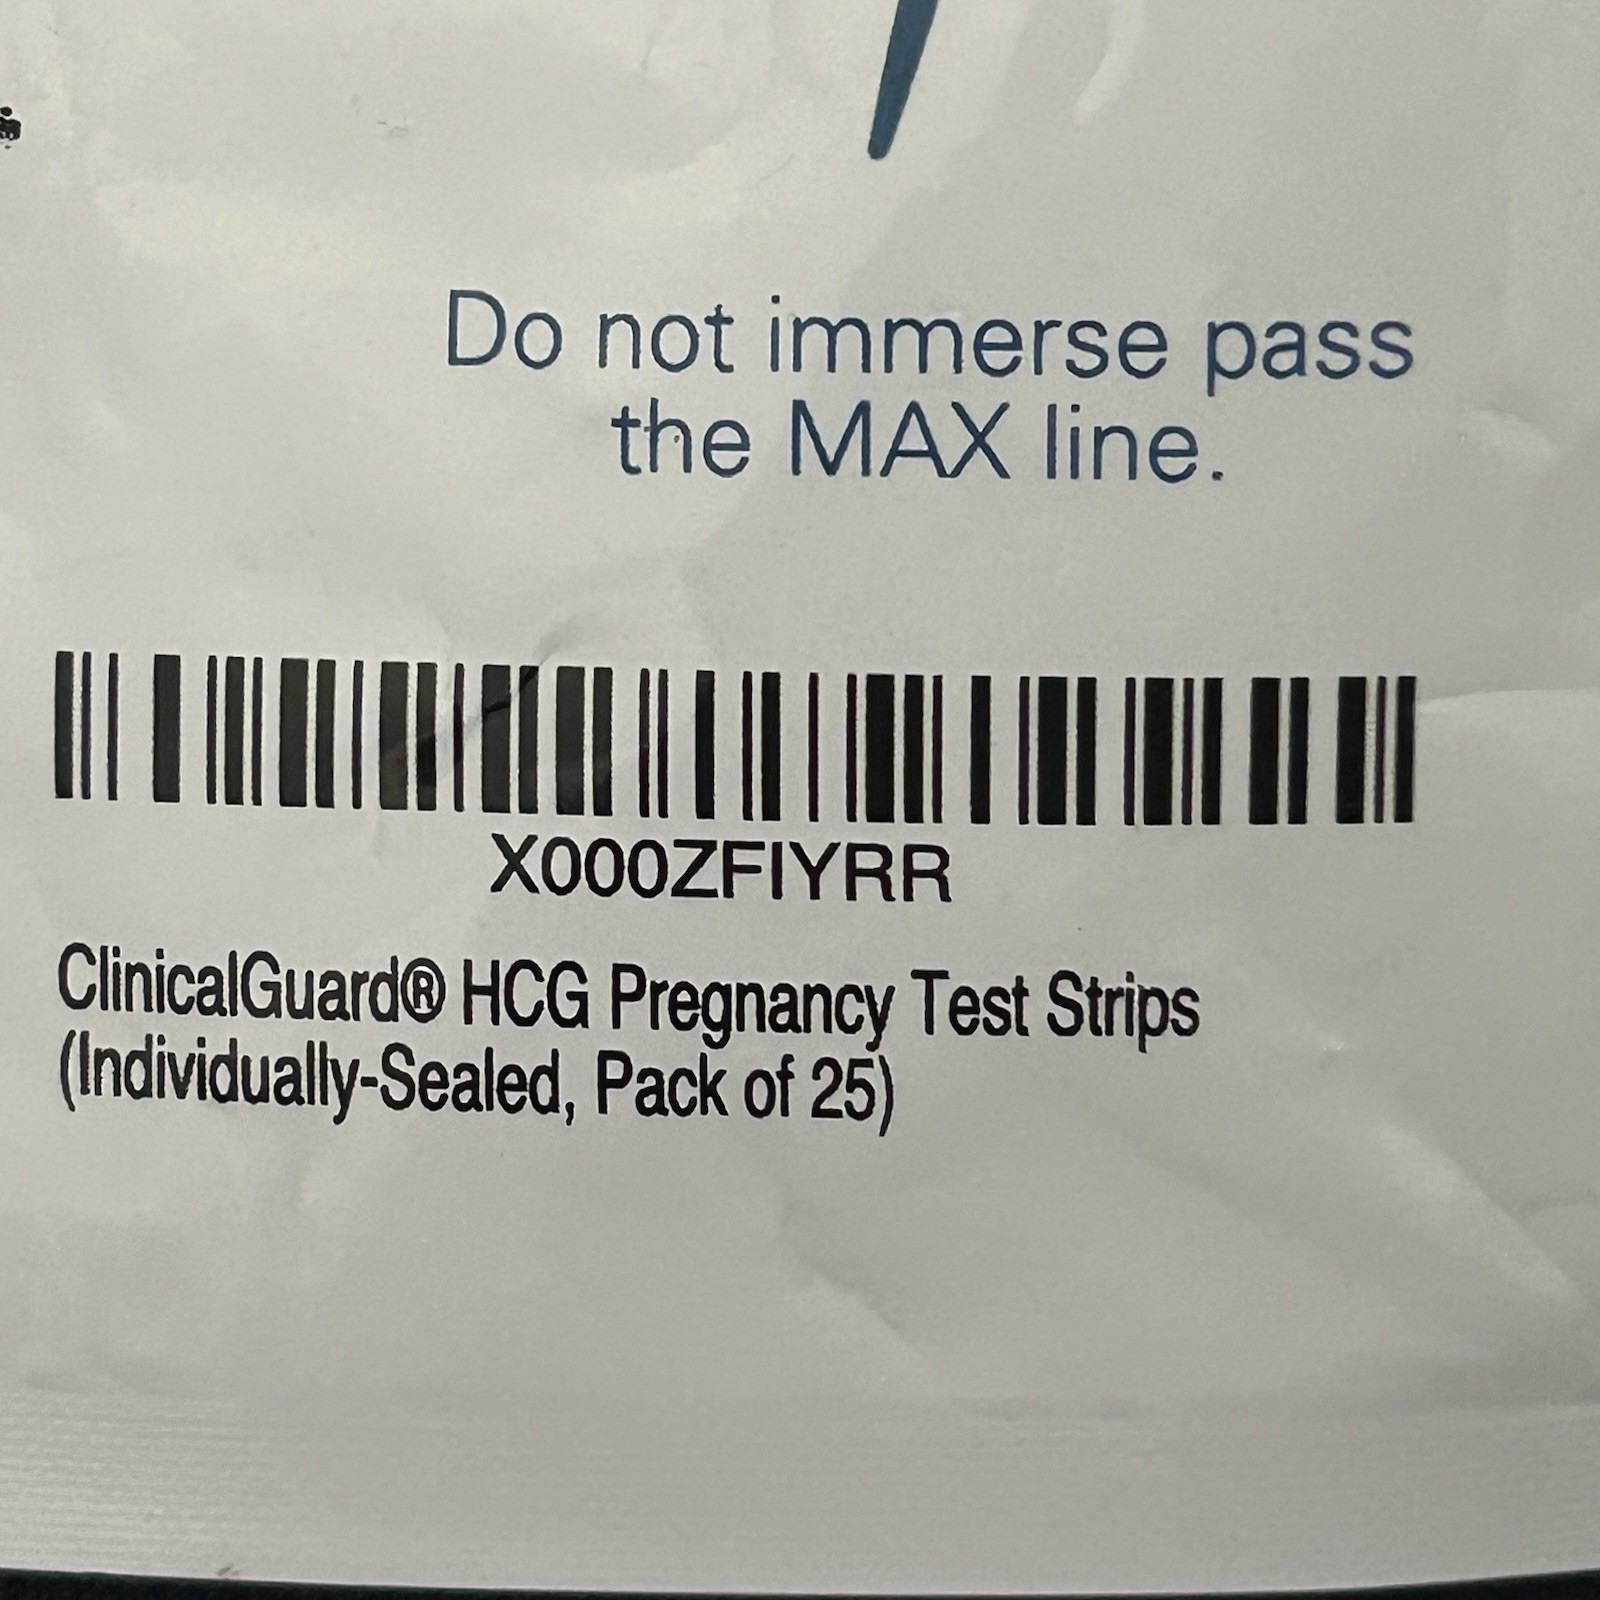 Do not immerse pass
the MAX line.
X000ZFIYRR
ClinicalGuard® HCG Pregnancy Test Strips
(Individually-Sealed, Pack of 25)